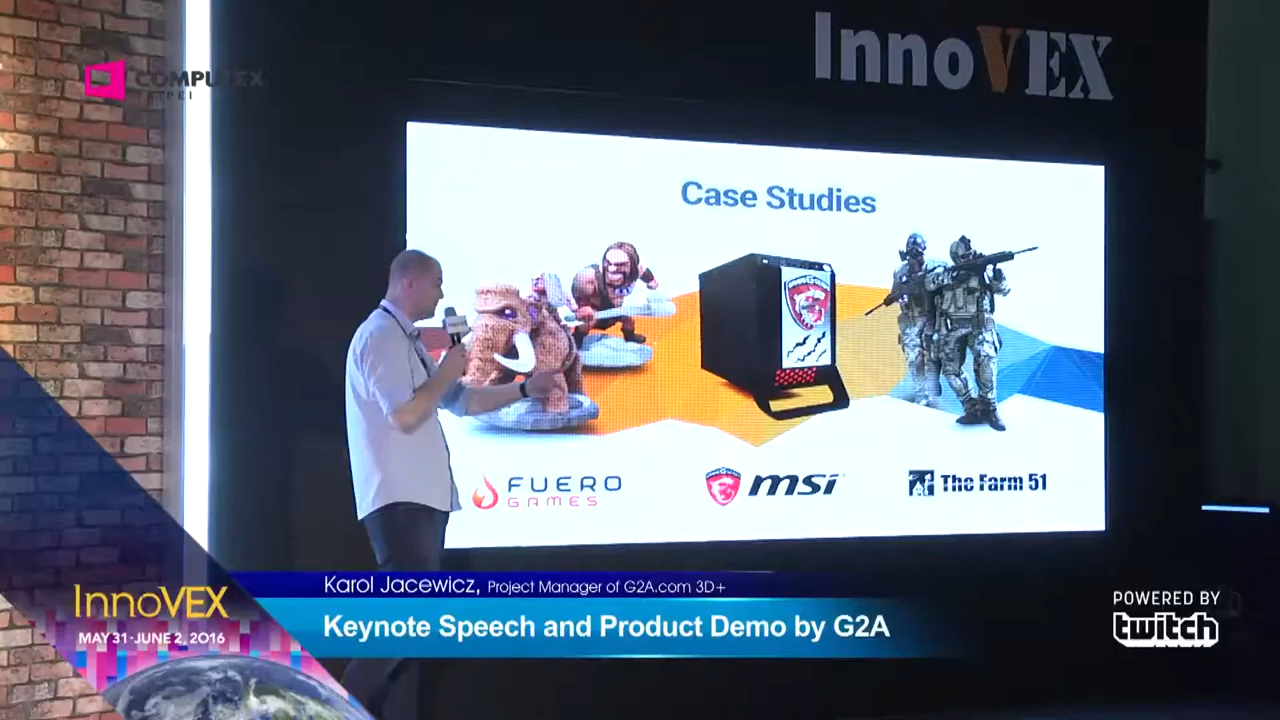 InnoVEX
COMPUTEX
TAIPEI
Case Studies
FUERO
GAMES
msi
The Farm 51
Karol Jacewicz, Project Manager of G2A.com 3D+
Keynote Speech and Product Demo by G2A
InnoVEX
MAY 31 - JUNE 2, 2016
POWERED BY
twitch